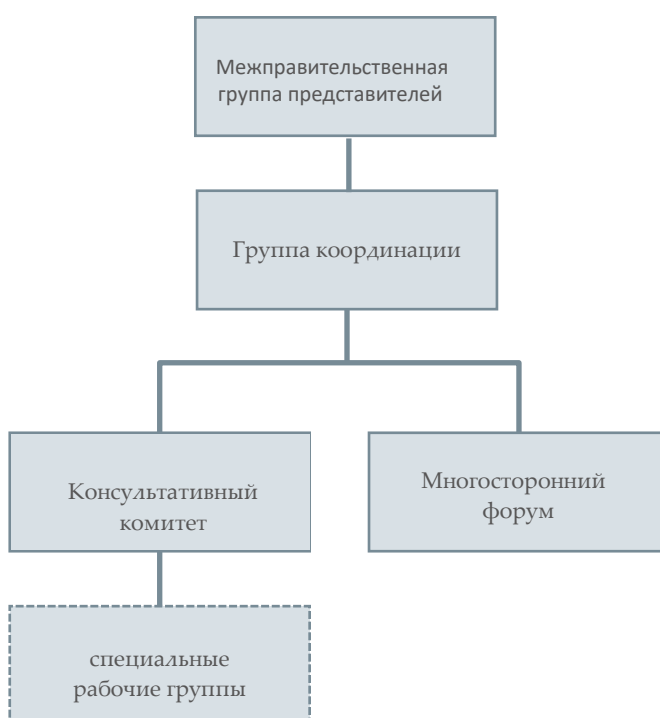 Межправительственная
группа представителей
Группа координации
Консультативный
комитет
Многосторонний
форум
специальные
рабочие группы